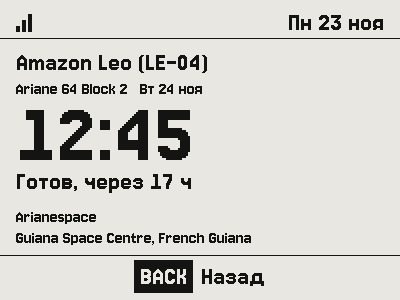 Пн 23 ноя
Amazon Leo (LE-04)
Ariane 64 Block 2 Вт 24 ноя
12:45
Готов, через 17 ч
Arianespace
Guiana Space Centre, French Guiana
BACK Назад